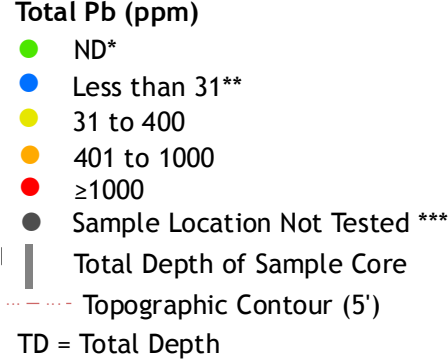 Total Pb (ppm)
ND*
Less than 31**
31 to 400
401 to 1000
≥1000
Sample Location Not Tested ***
Total Depth of Sample Core
Topographic Contour (5')
TD = Total Depth